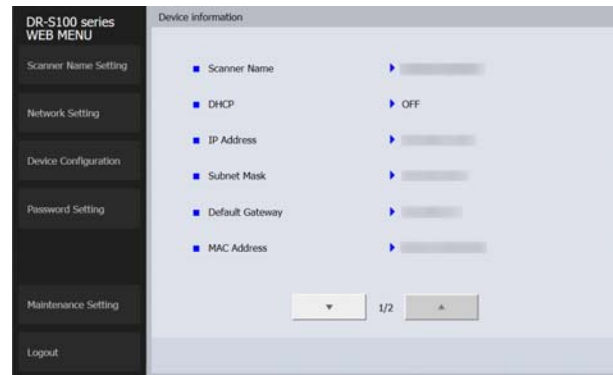 DR-S100 series
WEB MENU
Device information
Scanner Name Setting
Network Setting
Device Configuration
Password Setting
Maintenance Setting
Logout
Scanner Name
DHCP OFF
IP Address
Subnet Mask
Default Gateway
MAC Address
1/2